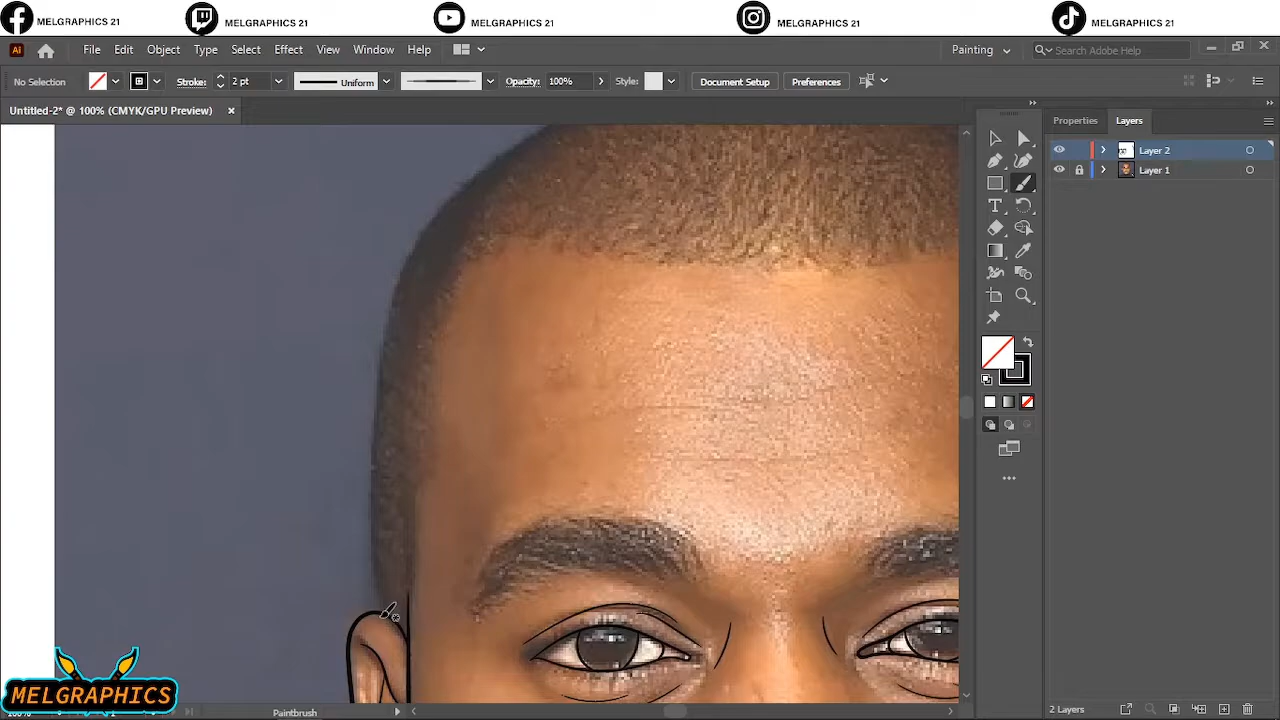 MELGRAPHICS 21
MELGRAPHICS 21
MELGRAPHICS 21
MELGRAPHICS 21
MELGRAPHICS 21
Ai File Edit Object Type Select Effect View Window Help Painting Search Adobe Help
No Selection Stroke: 2 pt Uniform Opacity: 100% Style: Document Setup Preferences
Untitled-2* @ 100% (CMYK/GPU Preview) ×
Properties Layers
Layer 2
Layer 1
MELGRAPHICS
Paintbrush
2 Layers